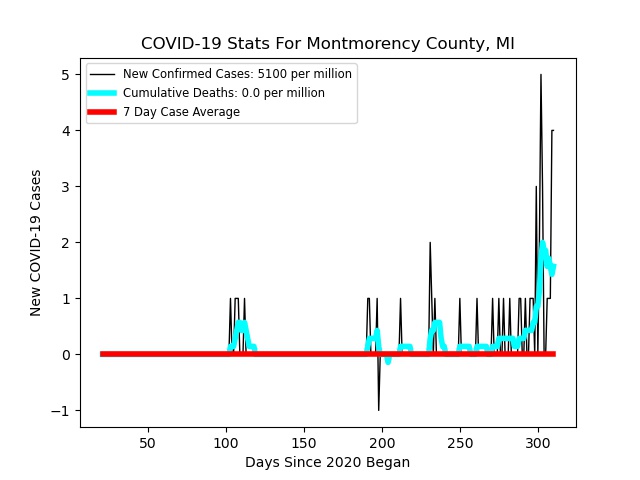 COVID-19 Stats For Montmorency County, MI
New Confirmed Cases: 5100 per million
Cumulative Deaths: 0.0 per million
7 Day Case Average
New COVID-19 Cases
5
4
3
2
1
0
−1
50 100 150 200 250 300
Days Since 2020 Began